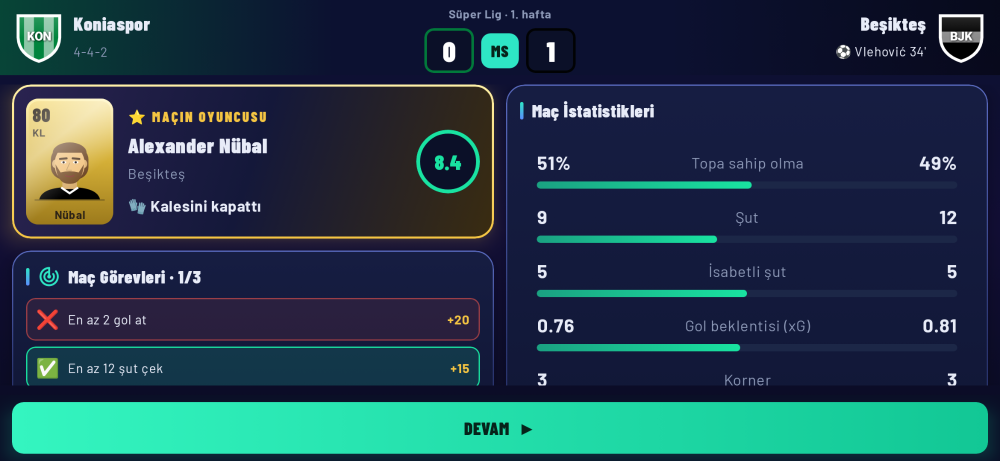 Süper Lig · 1. hafta
KON
Koniaspor
4-4-2
0
MS
1
Beşikteş
⚽ Vlehović 34'
BJK
80
KL
Nübal
⭐ MAÇIN OYUNCUSU
Alexander Nübal
Beşikteş
🧤 Kalesini kapattı
8.4
Maç Görevleri · 1/3
❌ En az 2 gol at +20
✅ En az 12 şut çek +15
Maç İstatistikleri
51% Topa sahip olma 49%
9 Şut 12
5 İsabetli şut 5
0.76 Gol beklentisi (xG) 0.81
3 Korner 3
DEVAM ►